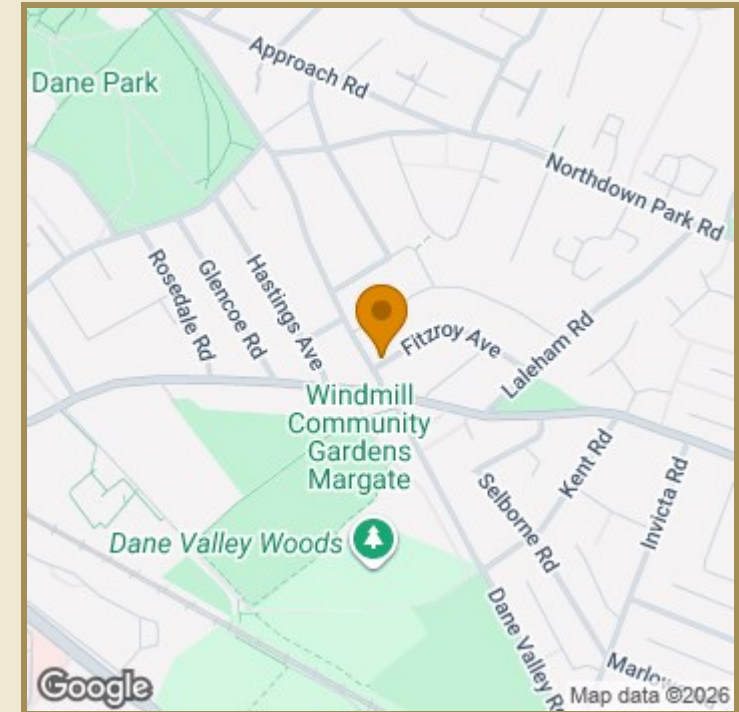 Dane Park
Approach Rd
Northdown Park Rd
Rosedale Rd
Glencoe Rd
Hastings Ave
Fitzroy Ave
Laleham Rd
Windmill
Community
Gardens
Margate
Kent Rd
Selborne Rd
Invicta Rd
Dane Valley Woods
Dane Valley Rd
Google
Map data ©2026